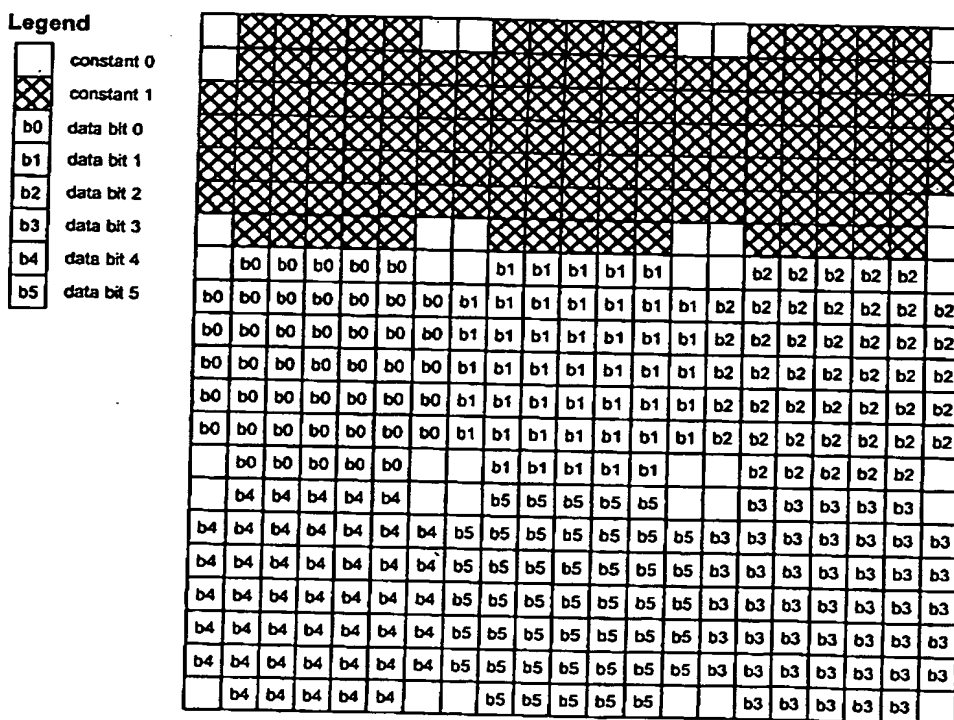 Legend
constant 0
constant 1
b0 data bit 0
b1 data bit 1
b2 data bit 2
b3 data bit 3
b4 data bit 4
b5 data bit 5
b0 b0 b0 b0 b0 b1 b1 b1 b1 b1 b2 b2 b2 b2 b2
b0 b0 b0 b0 b0 b0 b0 b1 b1 b1 b1 b1 b1 b1 b2 b2 b2 b2 b2 b2 b2
b0 b0 b0 b0 b0 b0 b0 b1 b1 b1 b1 b1 b1 b1 b2 b2 b2 b2 b2 b2 b2
b0 b0 b0 b0 b0 b0 b0 b1 b1 b1 b1 b1 b1 b1 b2 b2 b2 b2 b2 b2 b2
b0 b0 b0 b0 b0 b0 b0 b1 b1 b1 b1 b1 b1 b1 b2 b2 b2 b2 b2 b2 b2
b0 b0 b0 b0 b0 b0 b0 b1 b1 b1 b1 b1 b1 b1 b2 b2 b2 b2 b2 b2 b2
b0 b0 b0 b0 b0 b1 b1 b1 b1 b1 b2 b2 b2 b2 b2
b4 b4 b4 b4 b4 b5 b5 b5 b5 b5 b3 b3 b3 b3 b3
b4 b4 b4 b4 b4 b4 b4 b5 b5 b5 b5 b5 b5 b5 b3 b3 b3 b3 b3 b3 b3
b4 b4 b4 b4 b4 b4 b4 b5 b5 b5 b5 b5 b5 b5 b3 b3 b3 b3 b3 b3 b3
b4 b4 b4 b4 b4 b4 b4 b5 b5 b5 b5 b5 b5 b5 b3 b3 b3 b3 b3 b3 b3
b4 b4 b4 b4 b4 b4 b4 b5 b5 b5 b5 b5 b5 b5 b3 b3 b3 b3 b3 b3 b3
b4 b4 b4 b4 b4 b4 b4 b5 b5 b5 b5 b5 b5 b5 b3 b3 b3 b3 b3 b3 b3
b4 b4 b4 b4 b4 b5 b5 b5 b5 b5 b3 b3 b3 b3 b3